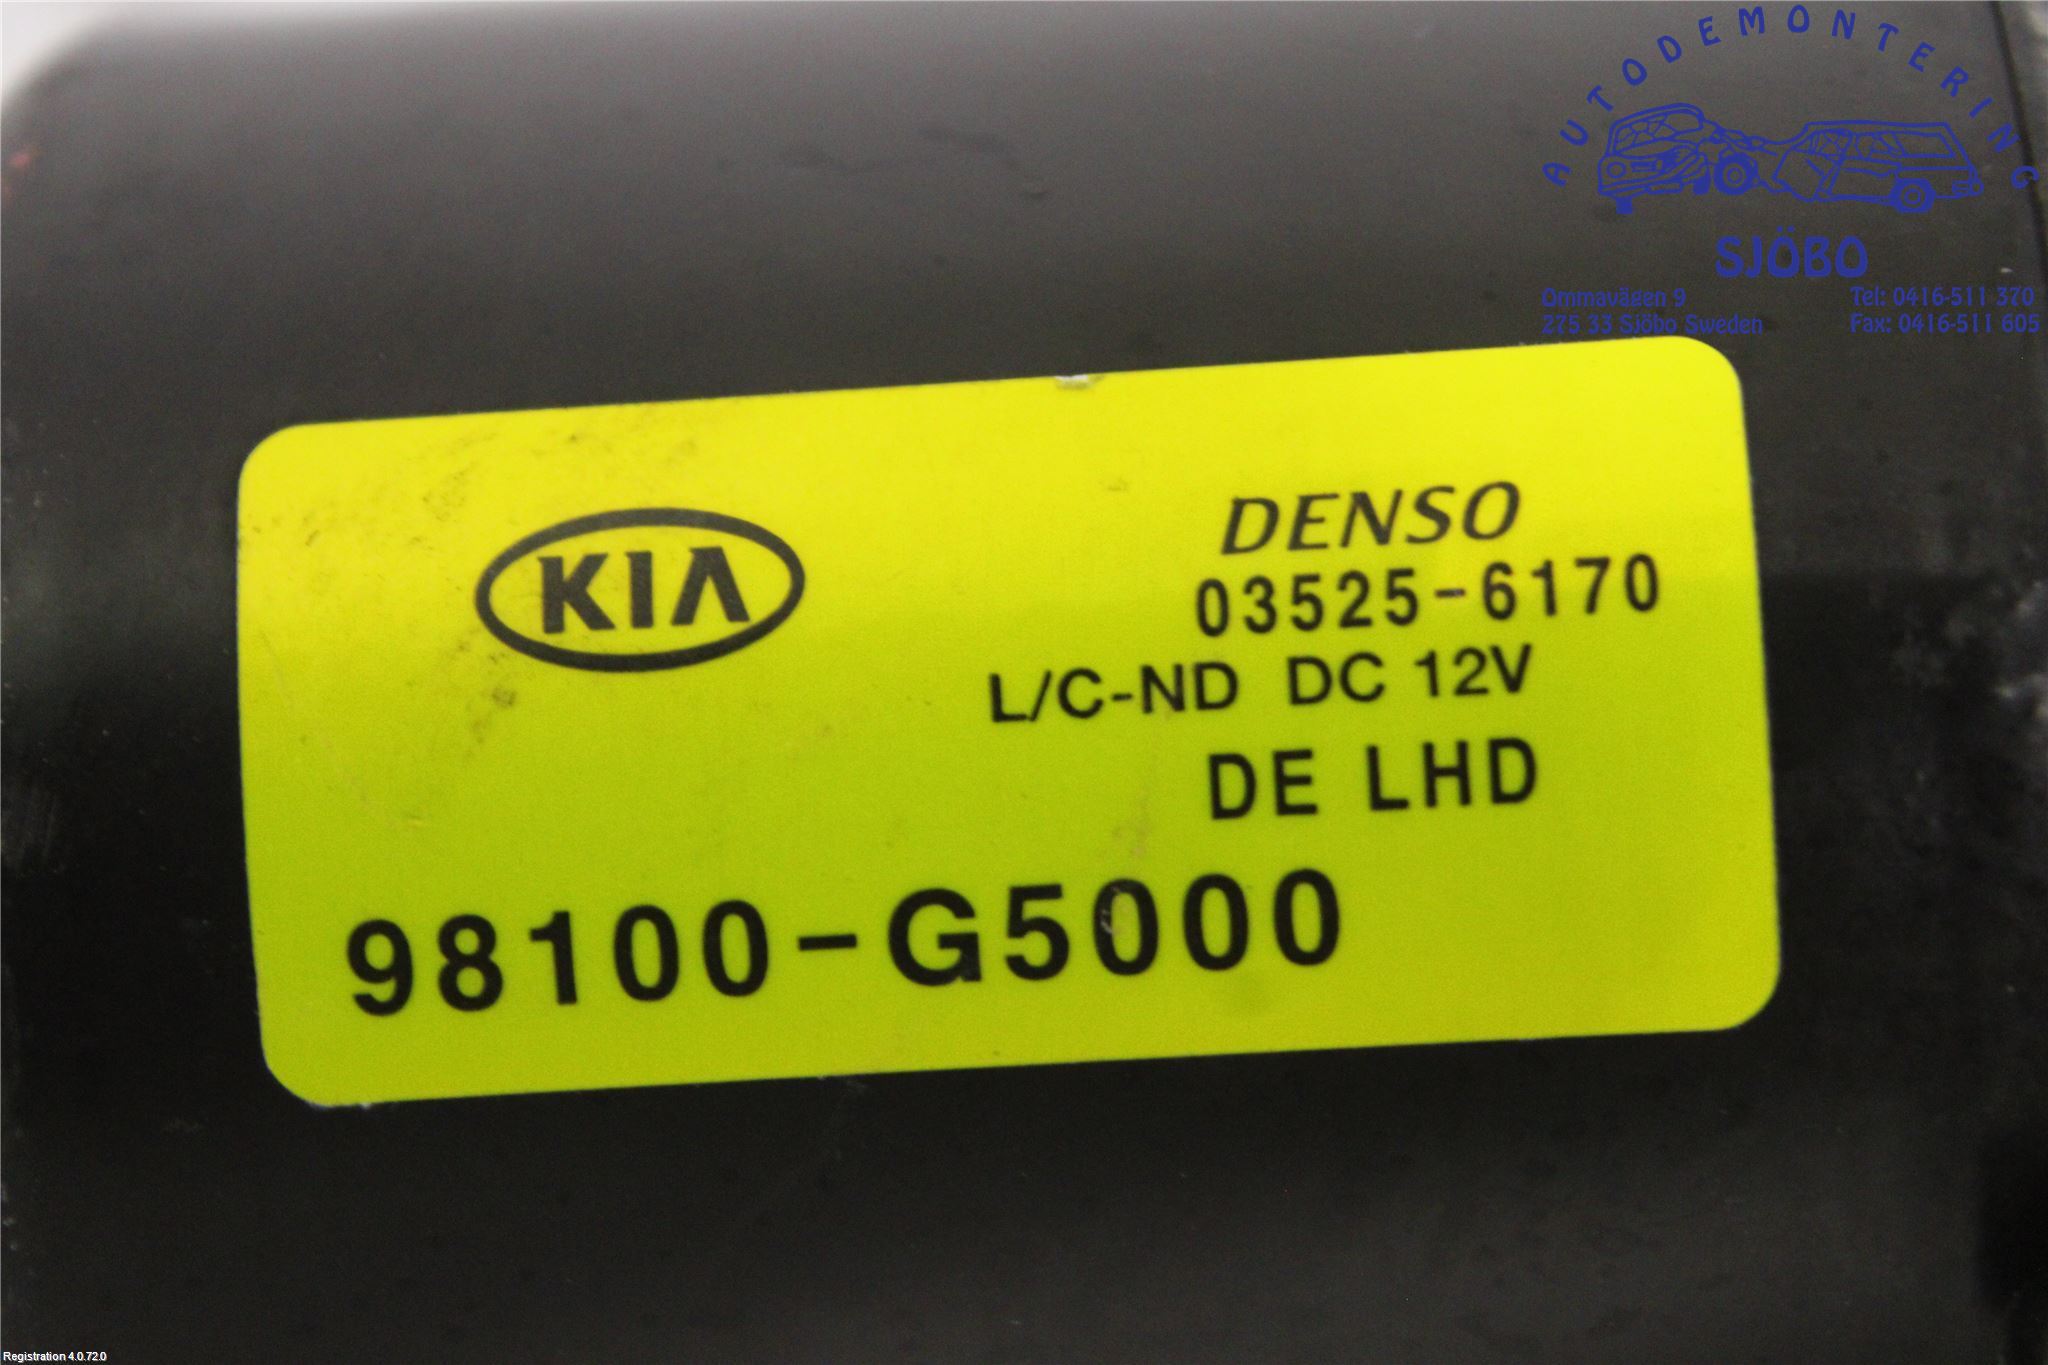 AUTODEMONTERING
SJÖBO
Ommavägen 9
275 33 Sjöbo Sweden
Tel: 0416-511 370
Fax: 0416-511 605
KIA
DENSO
03525-6170
L/C-ND DC 12V
DE LHD
98100-G5000
Registration 4.0.72.0